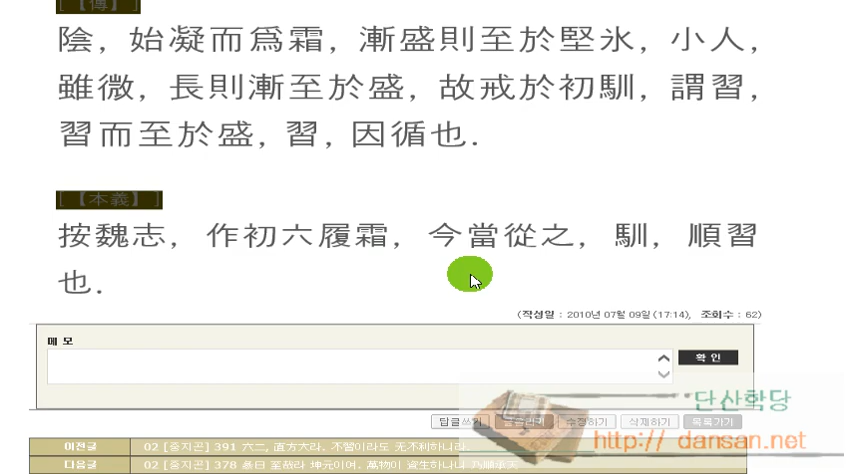 [ 【傳】 ]
陰, 始凝而爲霜, 漸盛則至於堅氷, 小人,
雖微, 長則漸至於盛, 故戒於初馴, 謂習,
習而至於盛, 習, 因循也.
[ 【本義】 ]
按魏志, 作初六履霜, 今當從之, 馴, 順習
也.
(작성일 : 2010년 07월 09일 (17:14), 조회수 : 62)
메 모
확 인
단산학당
답글쓰기 수정하기 삭제하기 목록가기
http://dansan.net
이전글 02 [중지곤] 391 六二, 直方大라. 不習이라도 无不利하니라.
다음글 02 [중지곤] 378 彖曰 至哉라 坤元이여, 萬物이 資生하나니 乃順承天